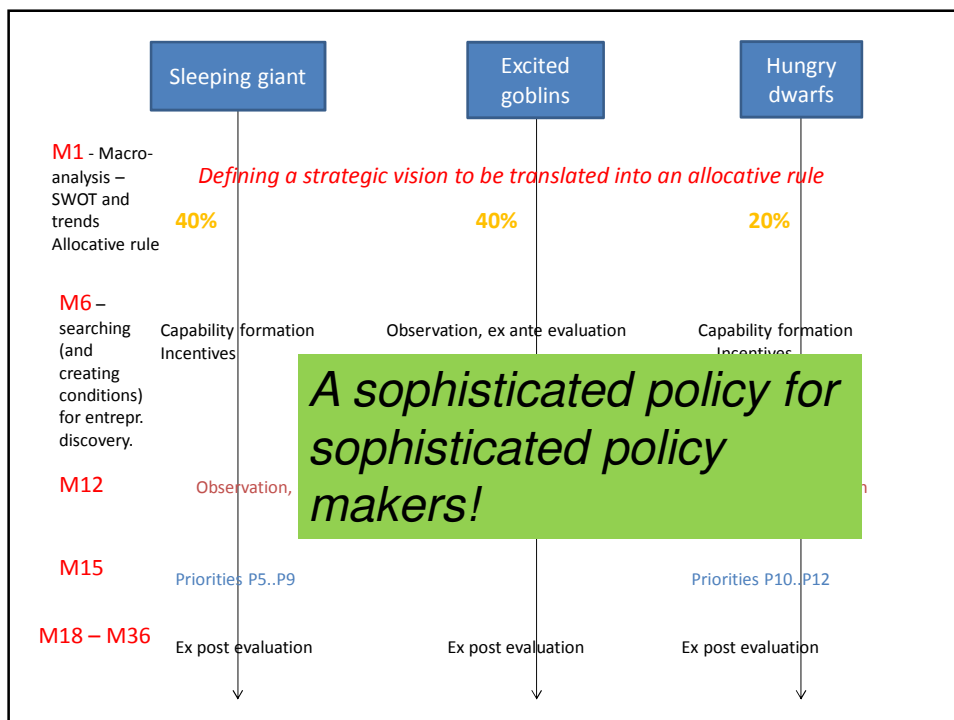 Sleeping giant
Excited
goblins
Hungry
dwarfs
M1 - Macro-
analysis –
SWOT and
trends
Allocative rule
Defining a strategic vision to be translated into an allocative rule
40%
40%
20%
M6 –
searching
(and
creating
conditions)
for entrepr.
discovery.
Capability formation
Incentives
Observation, ex ante evaluation
Capability formation
Incentives
A sophisticated policy for
sophisticated policy
makers!
M12
Observation,
M15
Priorities P5..P9
Priorities P10..P12
M18 – M36
Ex post evaluation
Ex post evaluation
Ex post evaluation